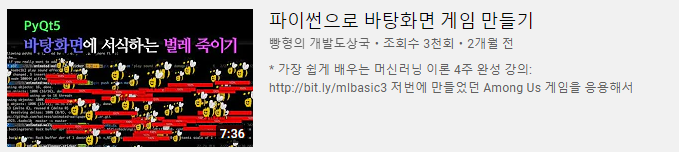 PyQt5
바탕화면에 서식하는 벌레 죽이기
7:36
파이썬으로 바탕화면 게임 만들기
빵형의 개발도상국 • 조회수 3천회 • 2개월 전
* 가장 쉽게 배우는 머신러닝 이론 4주 완성 강의:
http://bit.ly/mlbasic3 저번에 만들었던 Among Us 게임을 응용해서